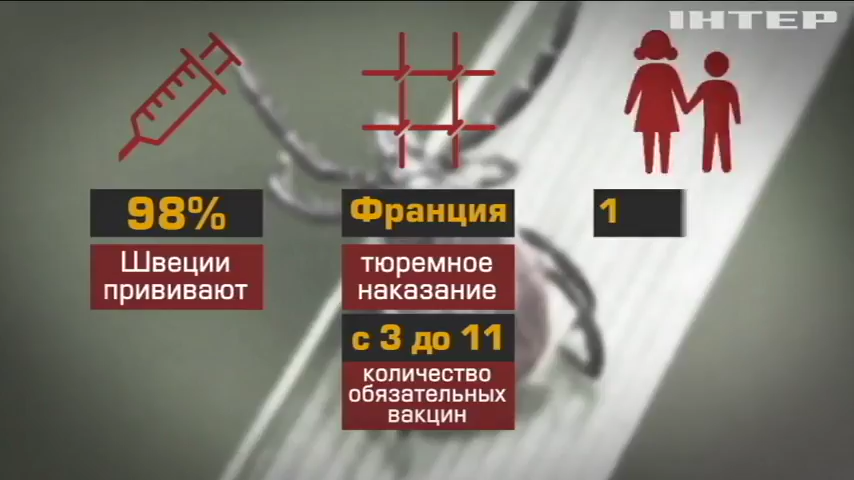 ІНТЕР
98%
Швеции
прививают
Франция
тюремное
наказание
с 3 до 11
количество
обязательных
вакцин
1